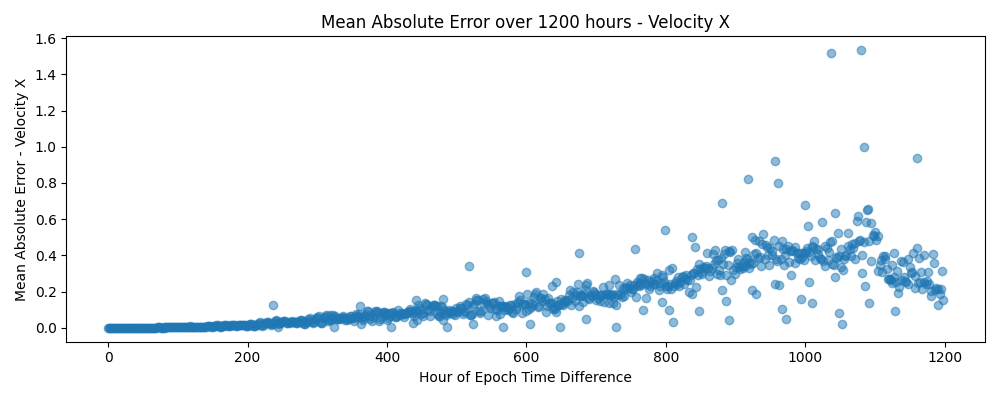 Mean Absolute Error over 1200 hours - Velocity X
Mean Absolute Error - Velocity X
1.6
1.4
1.2
1.0
0.8
0.6
0.4
0.2
0.0
0 200 400 600 800 1000 1200
Hour of Epoch Time Difference